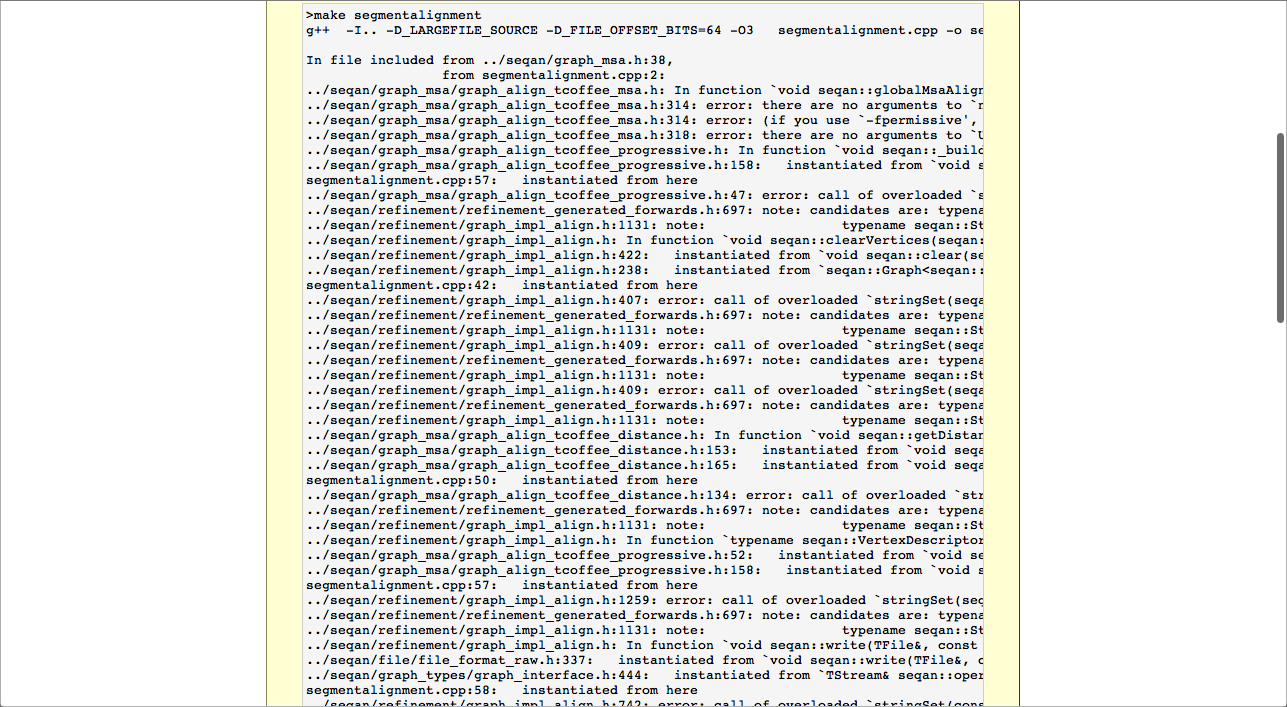 >make segmentalignment
g++  -I.. -D_LARGEFILE_SOURCE -D_FILE_OFFSET_BITS=64 -O3   segmentalignment.cpp -o se
In file included from ../seqan/graph_msa.h:38,
                 from segmentalignment.cpp:2:
../seqan/graph_msa/graph_align_tcoffee_msa.h: In function `void seqan::globalMsaAlign
../seqan/graph_msa/graph_align_tcoffee_msa.h:314: error: there are no arguments to `m
../seqan/graph_msa/graph_align_tcoffee_msa.h:314: error: (if you use `-fpermissive',
../seqan/graph_msa/graph_align_tcoffee_msa.h:318: error: there are no arguments to `U
../seqan/graph_msa/graph_align_tcoffee_progressive.h: In function `void seqan::_build
../seqan/graph_msa/graph_align_tcoffee_progressive.h:158:   instantiated from `void s
segmentalignment.cpp:57:   instantiated from here
../seqan/graph_msa/graph_align_tcoffee_progressive.h:47: error: call of overloaded `s
../seqan/refinement/refinement_generated_forwards.h:697: note: candidates are: typena
../seqan/refinement/graph_impl_align.h:1131: note:                 typename seqan::St
../seqan/refinement/graph_impl_align.h: In function `void seqan::clearVertices(seqan:
../seqan/refinement/graph_impl_align.h:422:   instantiated from `void seqan::clear(se
../seqan/refinement/graph_impl_align.h:238:   instantiated from `seqan::Graph<seqan::
segmentalignment.cpp:42:   instantiated from here
../seqan/refinement/graph_impl_align.h:407: error: call of overloaded `stringSet(seqa
../seqan/refinement/refinement_generated_forwards.h:697: note: candidates are: typena
../seqan/refinement/graph_impl_align.h:1131: note:                 typename seqan::St
../seqan/refinement/graph_impl_align.h:409: error: call of overloaded `stringSet(seqa
../seqan/refinement/refinement_generated_forwards.h:697: note: candidates are: typena
../seqan/refinement/graph_impl_align.h:1131: note:                 typename seqan::St
../seqan/refinement/graph_impl_align.h:409: error: call of overloaded `stringSet(seqa
../seqan/refinement/refinement_generated_forwards.h:697: note: candidates are: typena
../seqan/refinement/graph_impl_align.h:1131: note:                 typename seqan::St
../seqan/graph_msa/graph_align_tcoffee_distance.h: In function `void seqan::getDistan
../seqan/graph_msa/graph_align_tcoffee_distance.h:153:   instantiated from `void seqa
../seqan/graph_msa/graph_align_tcoffee_distance.h:165:   instantiated from `void seqa
segmentalignment.cpp:50:   instantiated from here
../seqan/graph_msa/graph_align_tcoffee_distance.h:134: error: call of overloaded `str
../seqan/refinement/refinement_generated_forwards.h:697: note: candidates are: typena
../seqan/refinement/graph_impl_align.h:1131: note:                 typename seqan::St
../seqan/refinement/graph_impl_align.h: In function `typename seqan::VertexDescriptor
../seqan/graph_msa/graph_align_tcoffee_progressive.h:52:   instantiated from `void se
../seqan/graph_msa/graph_align_tcoffee_progressive.h:158:   instantiated from `void s
segmentalignment.cpp:57:   instantiated from here
../seqan/refinement/graph_impl_align.h:1259: error: call of overloaded `stringSet(seq
../seqan/refinement/refinement_generated_forwards.h:697: note: candidates are: typena
../seqan/refinement/graph_impl_align.h:1131: note:                 typename seqan::St
../seqan/refinement/graph_impl_align.h: In function `void seqan::write(TFile&, const
../seqan/file/file_format_raw.h:337:   instantiated from `void seqan::write(TFile&, c
../seqan/graph_types/graph_interface.h:444:   instantiated from `TStream& seqan::oper
segmentalignment.cpp:58:   instantiated from here
../seqan/refinement/graph_impl_align.h:742: error: call of overloaded `stringSet(cons